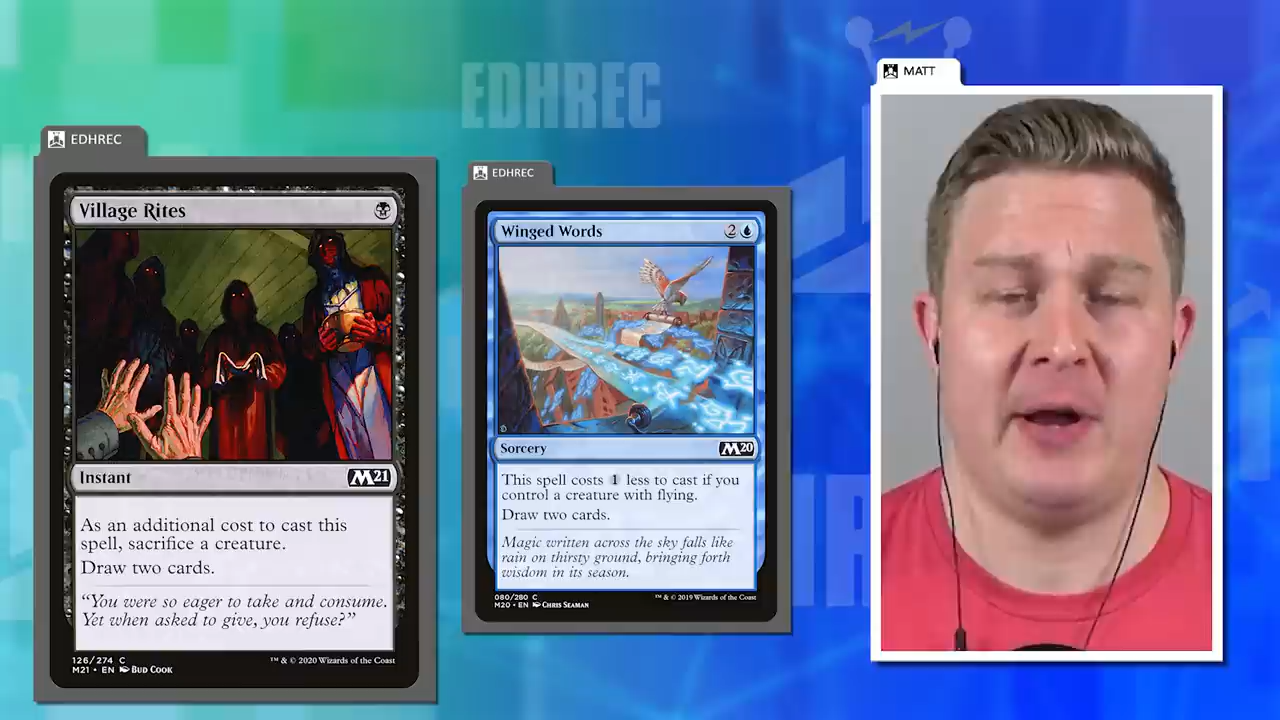 EDHREC
EDHREC
Village Rites
Instant
M21
As an additional cost to cast this
spell, sacrifice a creature.
Draw two cards.
“You were so eager to take and consume.
Yet when asked to give, you refuse?”
126/274 C
M21 • EN BUD COOK
™ & © 2020 Wizards of the Coast
EDHREC
Winged Words
2
Sorcery
M20
This spell costs 1 less to cast if you
control a creature with flying.
Draw two cards.
Magic written across the sky falls like
rain on thirsty ground, bringing forth
wisdom in its season.
080/280 C
M20 • EN CHRIS SEAMAN
™ & © 2019 Wizards of the Coast
MATT